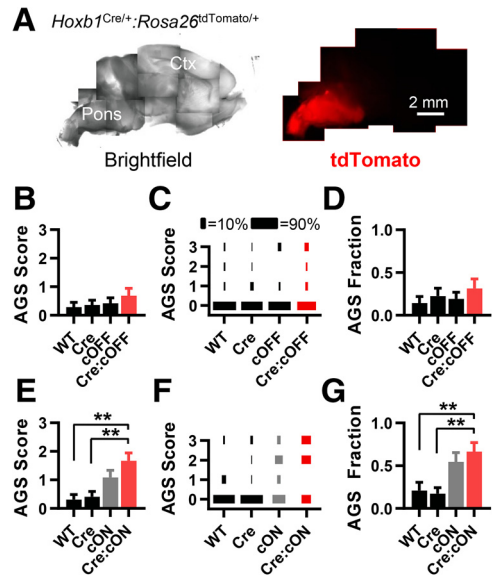 A
Hoxb1Cre/+:Rosa26tdTomato/+
Ctx
Pons
2 mm
Brightfield
tdTomato
B
AGS Score
3
2
1
0
WT
Cre
cOFF
Cre:cOFF
C
=10% =90%
AGS Score
3
2
1
0
WT
Cre
cOFF
Cre:cOFF
D
AGS Fraction
1.0
0.5
0.0
WT
Cre
cOFF
Cre:cOFF
E
AGS Score
3
2
1
0
**
**
WT
Cre
cON
Cre:cON
F
AGS Score
3
2
1
0
WT
Cre
cON
Cre:cON
G
AGS Fraction
1.0
0.5
0.0
**
**
WT
Cre
cON
Cre:cON